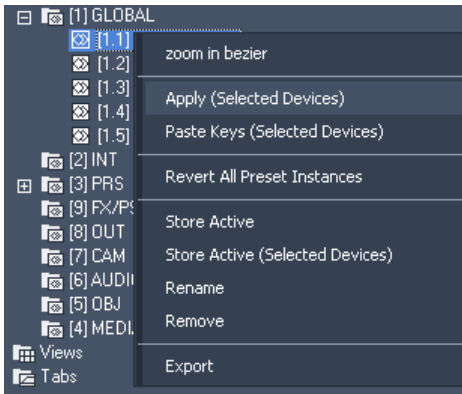 [1] GLOBAL
[1.1]
[1.2]
[1.3]
[1.4]
[1.5]
[2] INT
[3] PRS
[9] FX/
[8] OUT
[7] CAM
[6] AUDI
[5] OBJ
[4] MEDI
Views
Tabs
zoom in bezier
Apply (Selected Devices)
Paste Keys (Selected Devices)
Revert All Preset Instances
Store Active
Store Active (Selected Devices)
Rename
Remove
Export